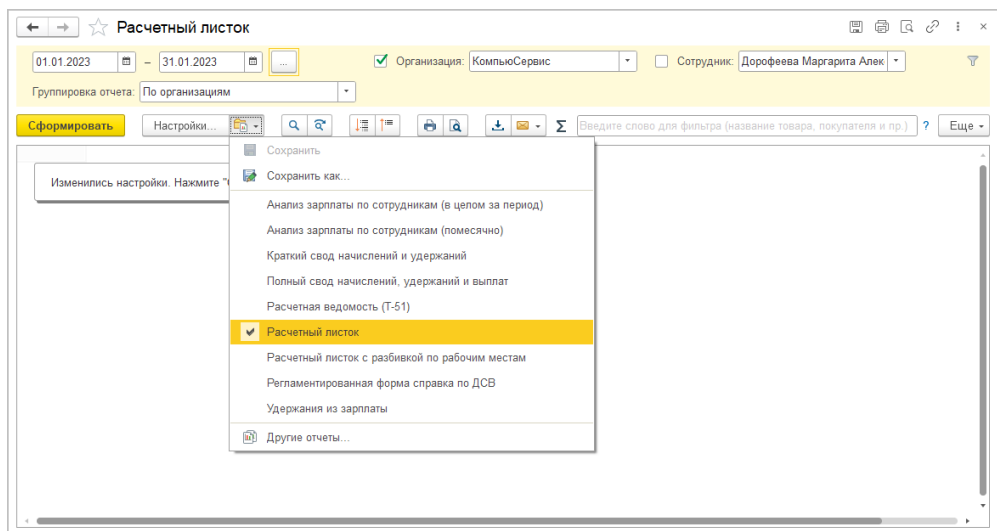 Расчетный листок
01.01.2023 – 31.01.2023 ... Организация: КомпьюСервис Сотрудник: Дорофеева Маргарита Алек
Группировка отчета: По организациям
Сформировать Настройки... Σ Введите слово для фильтра (название товара, покупателя и пр.) ? Еще
Сохранить
Сохранить как...
Изменились настройки. Нажмите "
Анализ зарплаты по сотрудникам (в целом за период)
Анализ зарплаты по сотрудникам (помесячно)
Краткий свод начислений и удержаний
Полный свод начислений, удержаний и выплат
Расчетная ведомость (Т-51)
Расчетный листок
Расчетный листок с разбивкой по рабочим местам
Регламентированная форма справка по ДСВ
Удержания из зарплаты
Другие отчеты...